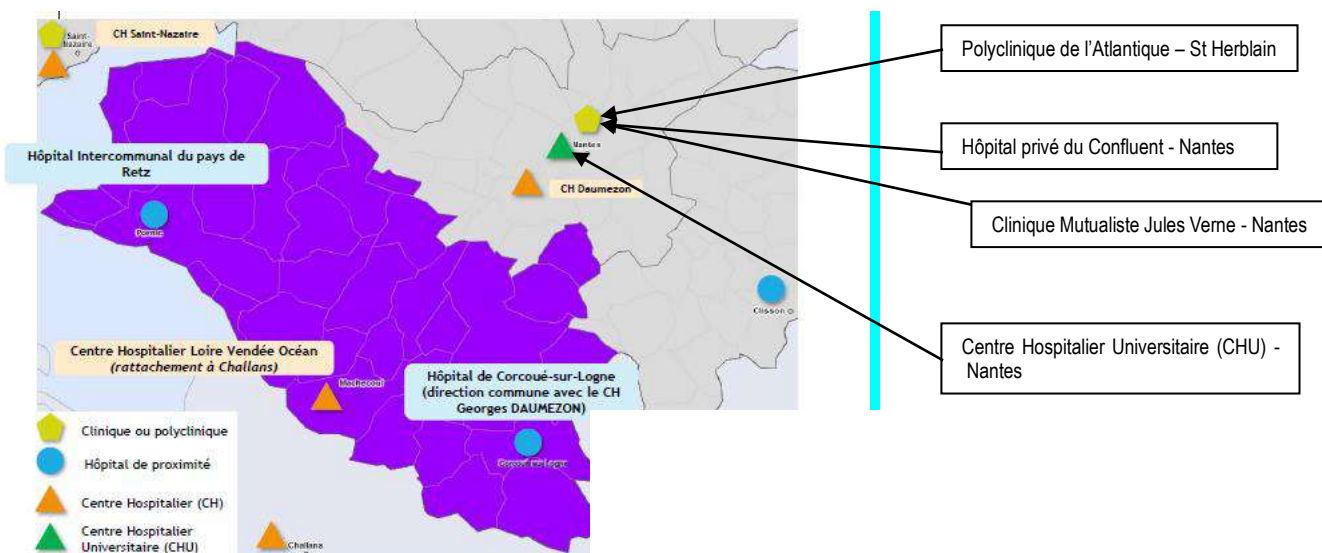 Saint-
Nazaire
CH Saint-Nazaire
Polyclinique de l'Atlantique – St Herblain
Hôpital privé du Confluent - Nantes
Clinique Mutualiste Jules Verne - Nantes
Centre Hospitalier Universitaire (CHU) -
Nantes
Nantes
CH Daumezon
Hôpital Intercommunal du pays de
Retz
Pornic
Clisson
Centre Hospitalier Loire Vendée Océan
(rattachement à Challans)
Machecoul
Hôpital de Corcoué-sur-Logne
(direction commune avec le CH
Georges DAUMEZON)
Corcoué sur Logne
Clinique ou polyclinique
Hôpital de proximité
Centre Hospitalier (CH)
Centre Hospitalier
Universitaire (CHU)
Challans